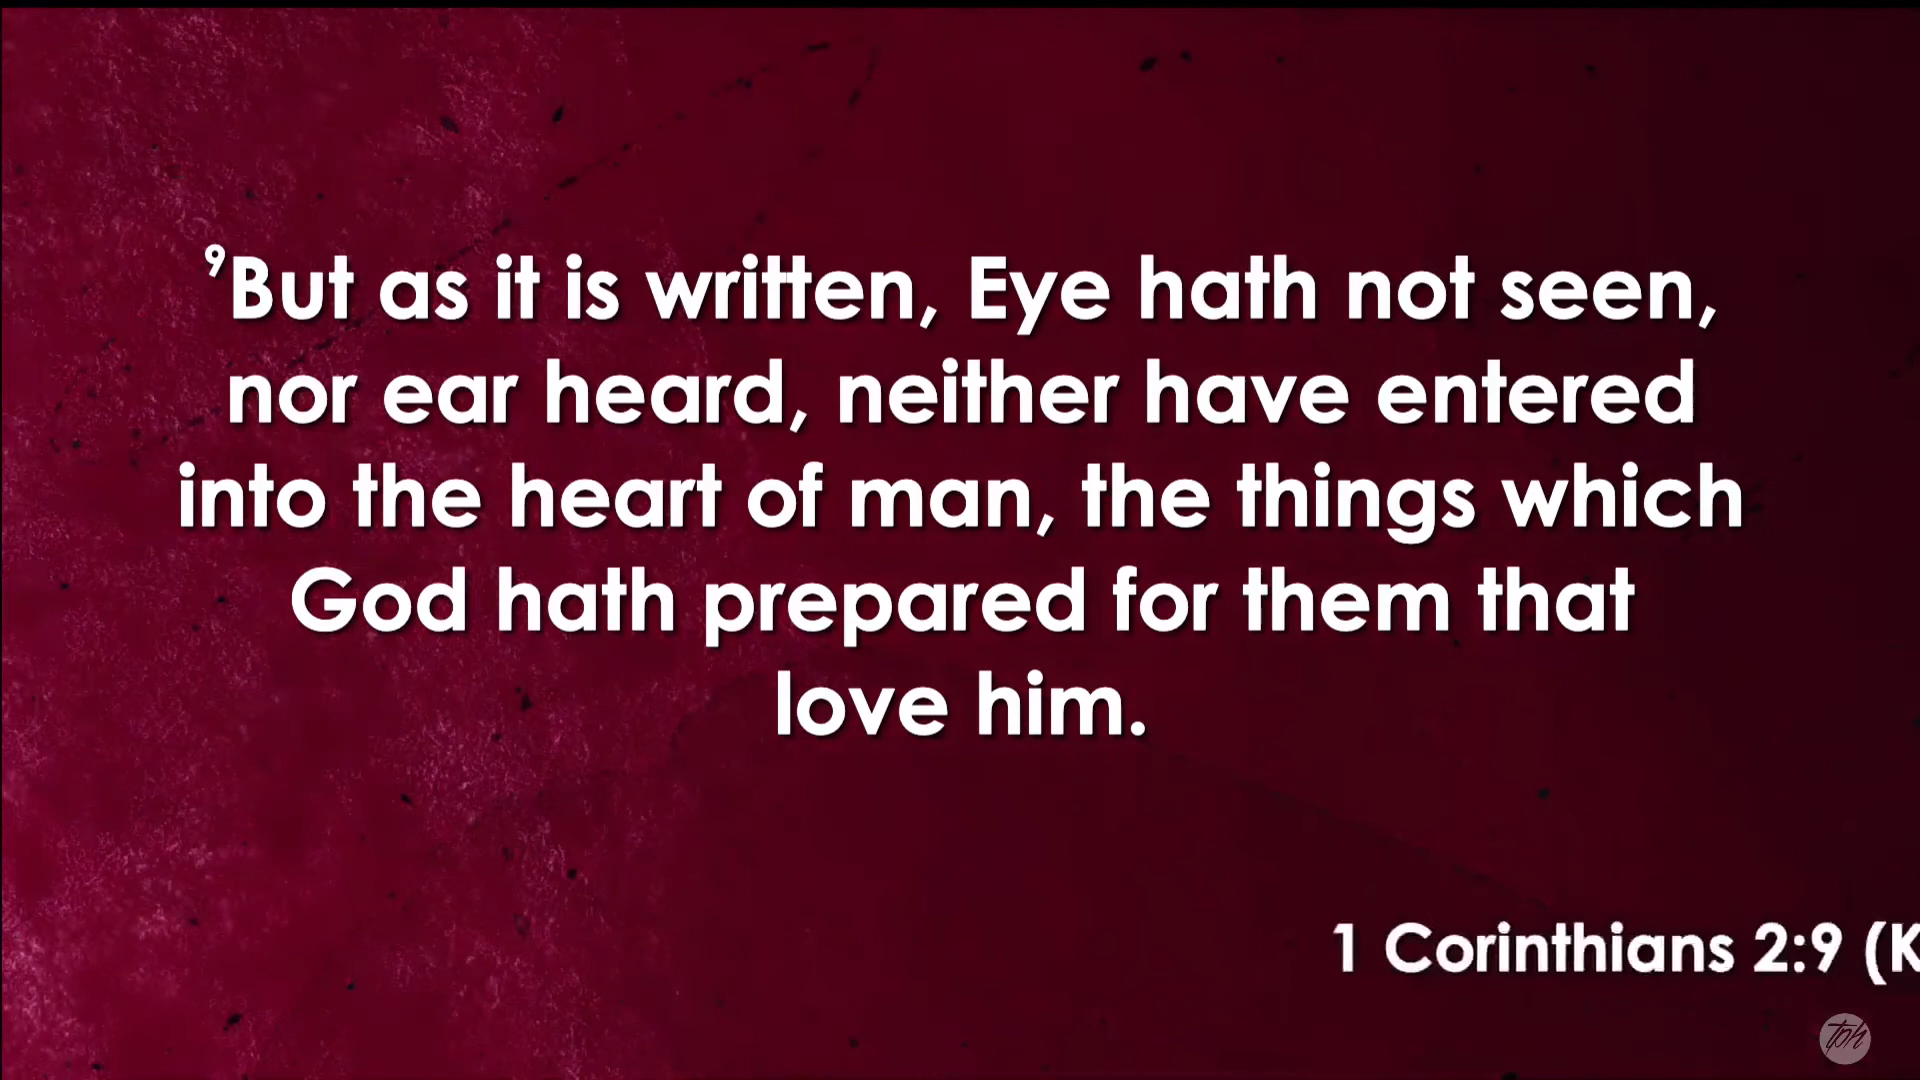 ⁹But as it is written, Eye hath not seen,
nor ear heard, neither have entered
into the heart of man, the things which
God hath prepared for them that
love him.
1 Corinthians 2:9 (K
tph